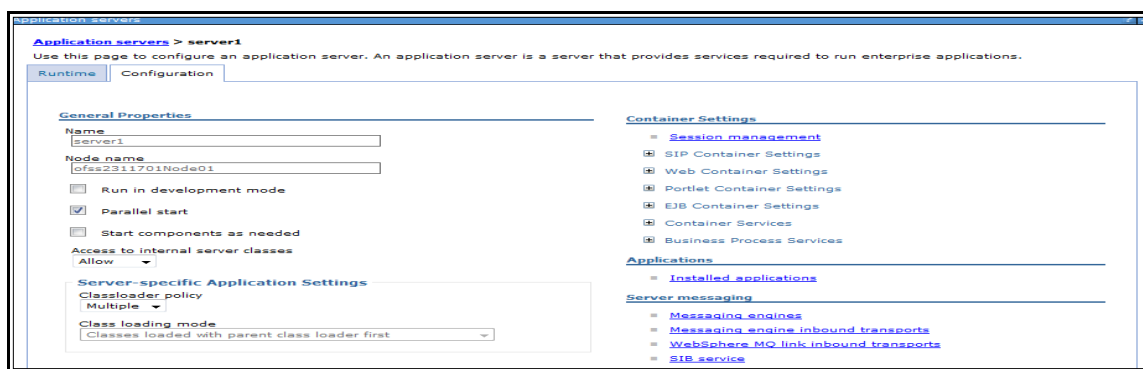 Application servers
Application servers > server1
Use this page to configure an application server. An application server is a server that provides services required to run enterprise applications.
Runtime
Configuration
General Properties
Name
server1
Node name
ofss2311701Node01
Run in development mode
Parallel start
Start components as needed
Access to internal server classes
Allow
Server-specific Application Settings
Classloader policy
Multiple
Class loading mode
Classes loaded with parent class loader first
Container Settings
Session management
SIP Container Settings
Web Container Settings
Portlet Container Settings
EJB Container Settings
Container Services
Business Process Services
Applications
Installed applications
Server messaging
Messaging engines
Messaging engine inbound transports
WebSphere MQ link inbound transports
SIB service